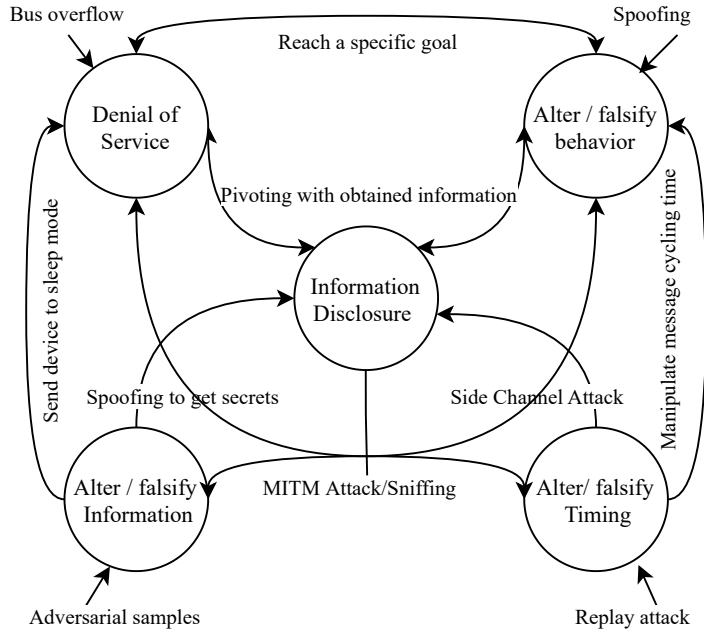 Bus overflow
Spoofing
Reach a specific goal
Denial of
Service
Alter / falsify
behavior
Pivoting with obtained information
Send device to sleep mode
Manipulate message cycling time
Information
Disclosure
Spoofing to get secrets
Side Channel Attack
Alter / falsify
Information
MITM Attack/Sniffing
Alter/ falsify
Timing
Adversarial samples
Replay attack